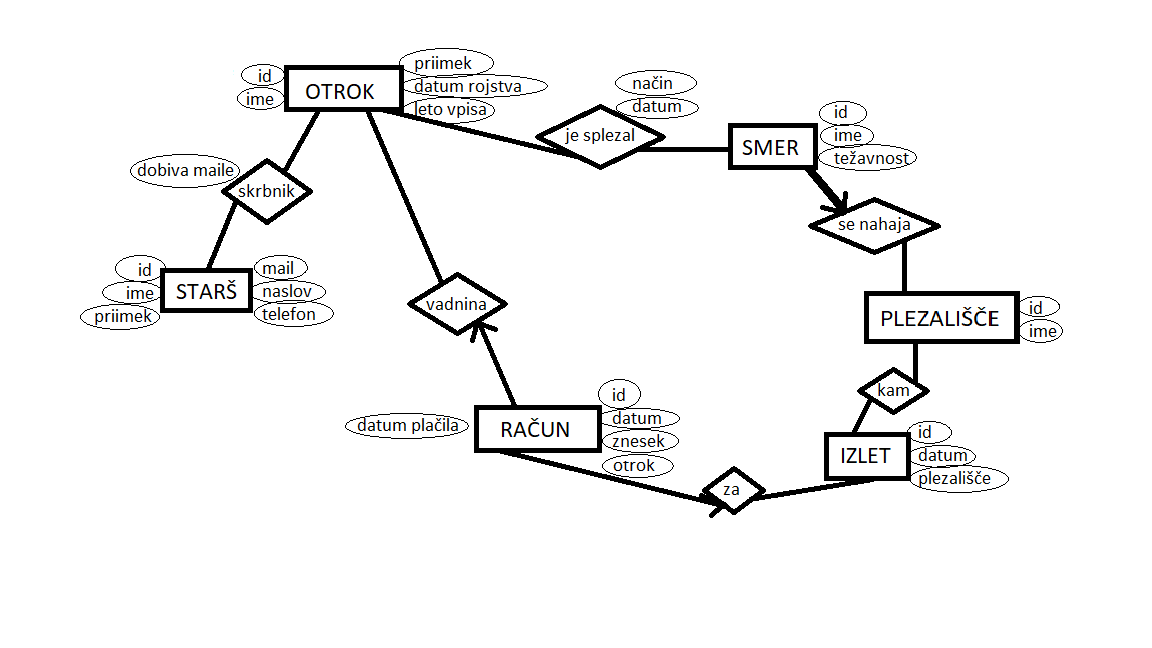 id
ime
OTROK
priimek
datum rojstva
leto vpisa
način
datum
je splezal
SMER
id
ime
težavnost
dobiva maile
skrbnik
se nahaja
id
ime
priimek
STARŠ
mail
naslov
telefon
vadnina
PLEZALIŠČE
id
ime
kam
datum plačila
RAČUN
id
datum
znesek
otrok
IZLET
id
datum
plezališče
za